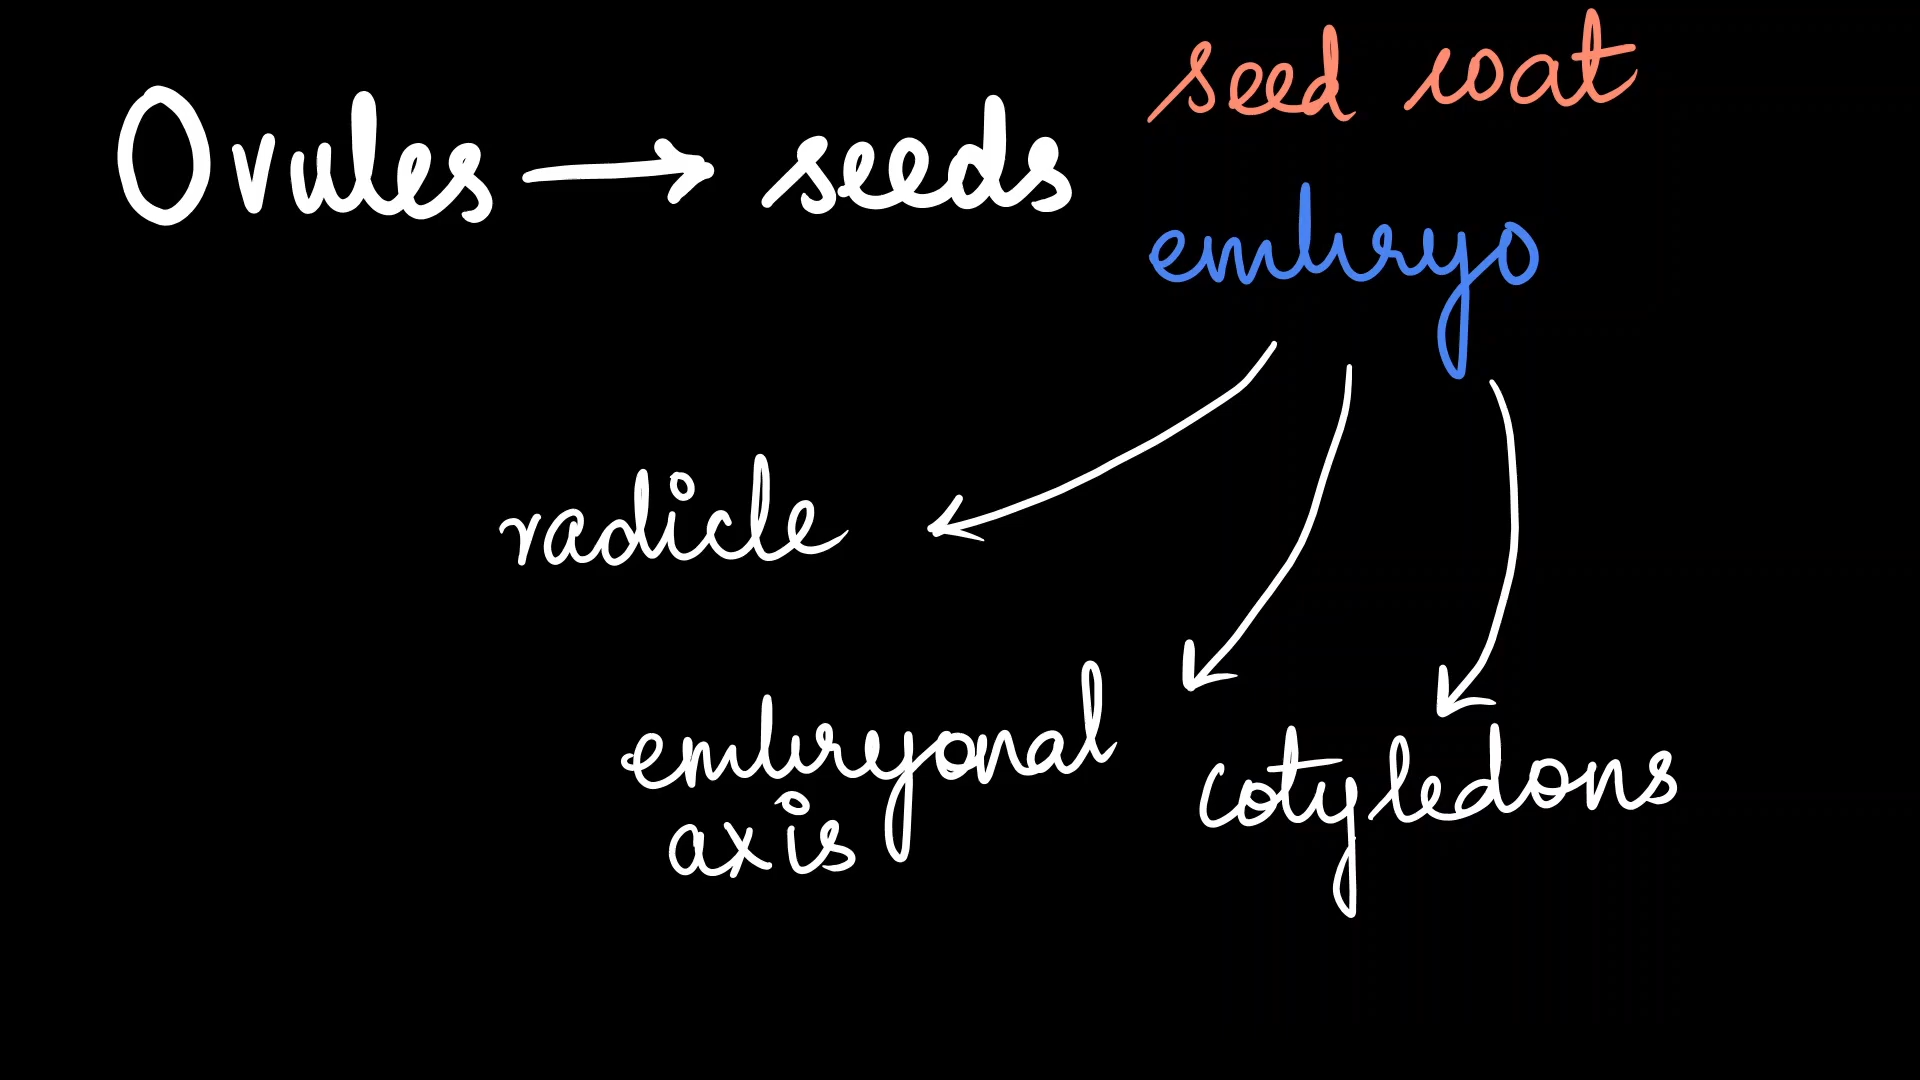 seed coat
Ovules → seeds
embryo
radicle
embryonal
axis
cotyledons